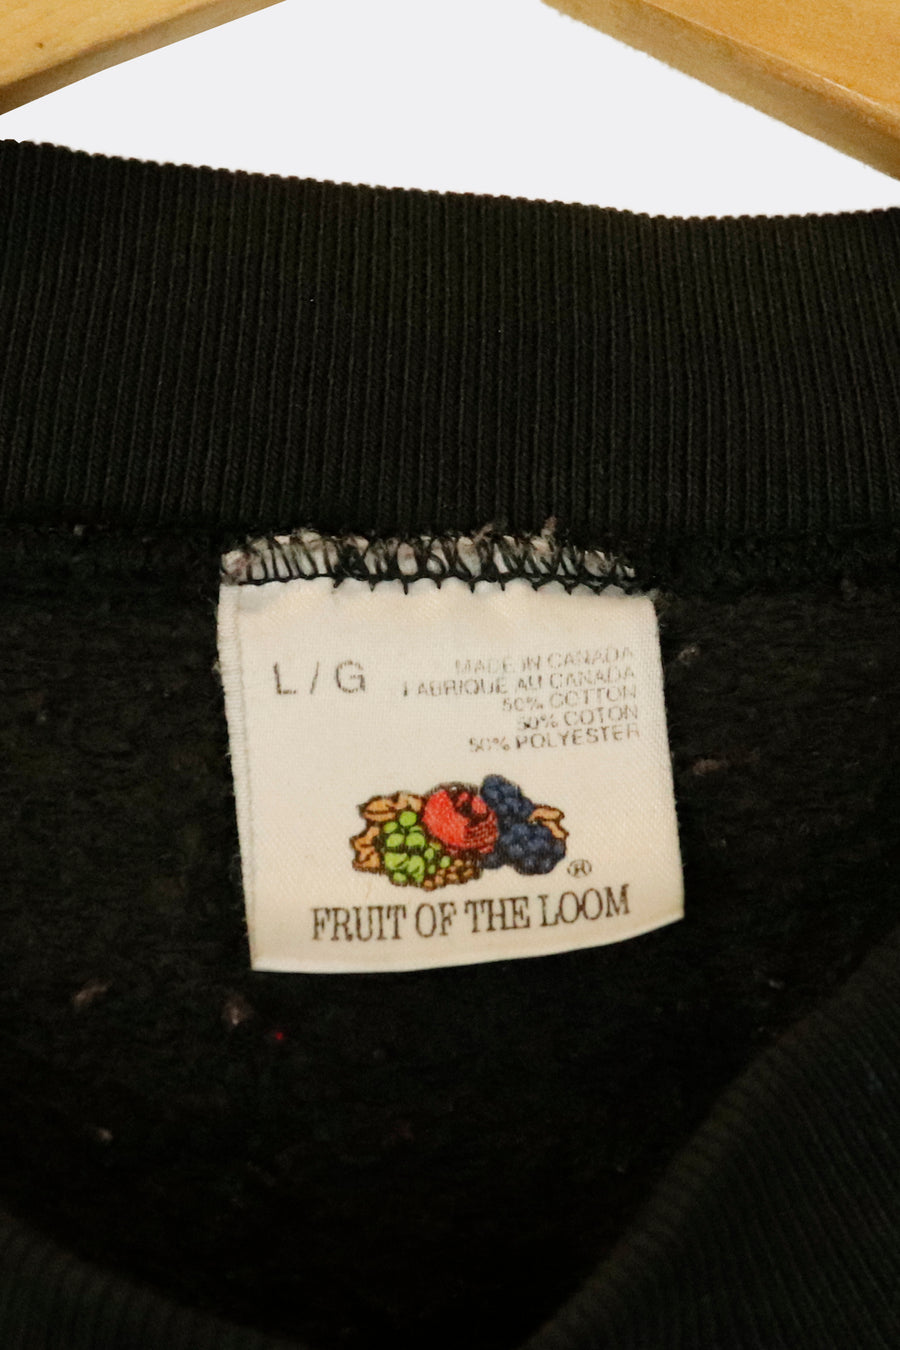 L / G
MADE IN CANADA
FABRIQUE AU CANADA
50% COTTON
50% COTON
50% POLYESTER
®
FRUIT OF THE LOOM